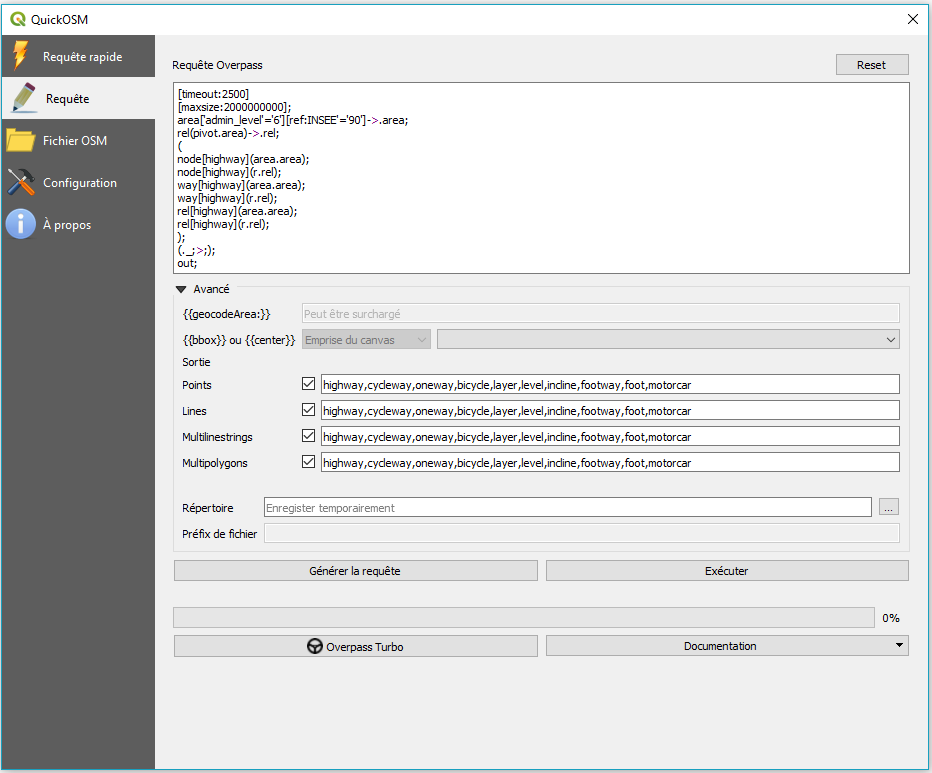 QuickOSM
Requête rapide
Requête
Fichier OSM
Configuration
À propos
Requête Overpass
Reset
[timeout:2500]
[maxsize:2000000000];
area['admin_level'='6'][ref:INSEE'='90']->.area;
rel(pivot.area)->.rel;
(
node[highway](area.area);
node[highway](r.rel);
way[highway](area.area);
way[highway](r.rel);
rel[highway](area.area);
rel[highway](r.rel);
);
(._;>;);
out;
Avancé
{{geocodeArea:}} Peut être surchargé
{{bbox}} ou {{center}} Emprise du canvas
Sortie
Points highway,cycleway,oneway,bicycle,layer,level,incline,footway,foot,motorcar
Lines highway,cycleway,oneway,bicycle,layer,level,incline,footway,foot,motorcar
Multilinestrings highway,cycleway,oneway,bicycle,layer,level,incline,footway,foot,motorcar
Multipolygons highway,cycleway,oneway,bicycle,layer,level,incline,footway,foot,motorcar
Répertoire Enregister temporairement ...
Préfix de fichier
Générer la requête Exécuter
0%
Overpass Turbo Documentation